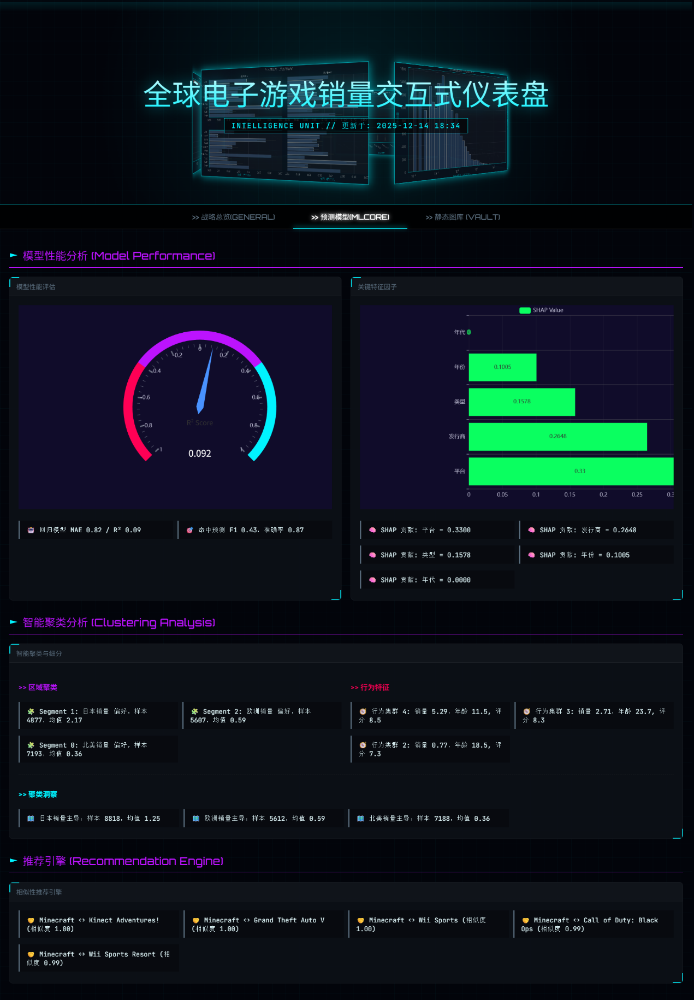 全球电子游戏销量交互式仪表盘
INTELLIGENCE UNIT // 更新于: 2025-12-14 18:34
>> 战略总览(GENERAL)
>> 预测模型(MLCORE)
>> 静态图库 (VAULT)
► 模型性能分析 (Model Performance)
模型性能评估
-0.2
0
0.2
-0.4
0.4
-0.6
0.6
-0.8
0.8
-1
1
R² Score
0.092
🤖 回归模型 MAE 0.82 / R² 0.09
🎯 命中预测 F1 0.43，准确率 0.87
关键特征因子
SHAP Value
年代 0
年份 0.1005
类型 0.1578
发行商 0.2648
平台 0.33
0 0.05 0.1 0.15 0.2 0.25 0.3
🧠 SHAP 贡献: 平台 = 0.3300
🧠 SHAP 贡献: 发行商 = 0.2648
🧠 SHAP 贡献: 类型 = 0.1578
🧠 SHAP 贡献: 年份 = 0.1005
🧠 SHAP 贡献: 年代 = 0.0000
► 智能聚类分析 (Clustering Analysis)
智能聚类与细分
>> 区域聚类
🧩 Segment 1: 日本销量 偏好，样本
4877，均值 2.17
🧩 Segment 2: 欧洲销量 偏好，样本
5607，均值 0.59
🧩 Segment 0: 北美销量 偏好，样本
7193，均值 0.36
>> 行为特征
🧭 行为集群 4: 销量 5.29，年龄 11.5, 评
分 8.5
🧭 行为集群 3: 销量 2.71，年龄 23.7, 评
分 8.3
🧭 行为集群 2: 销量 0.77，年龄 18.5, 评
分 7.3
>> 聚类洞察
🗺️ 日本销量主导：样本 8818，均值 1.25
🗺️ 欧洲销量主导：样本 5612，均值 0.59
🗺️ 北美销量主导：样本 7188，均值 0.36
► 推荐引擎 (Recommendation Engine)
相似性推荐引擎
🤝 Minecraft ↔ Kinect Adventures!
(相似度 1.00)
🤝 Minecraft ↔ Grand Theft Auto V
(相似度 1.00)
🤝 Minecraft ↔ Wii Sports (相似度
1.00)
🤝 Minecraft ↔ Call of Duty: Black
Ops (相似度 0.99)
🤝 Minecraft ↔ Wii Sports Resort (相
似度 0.99)